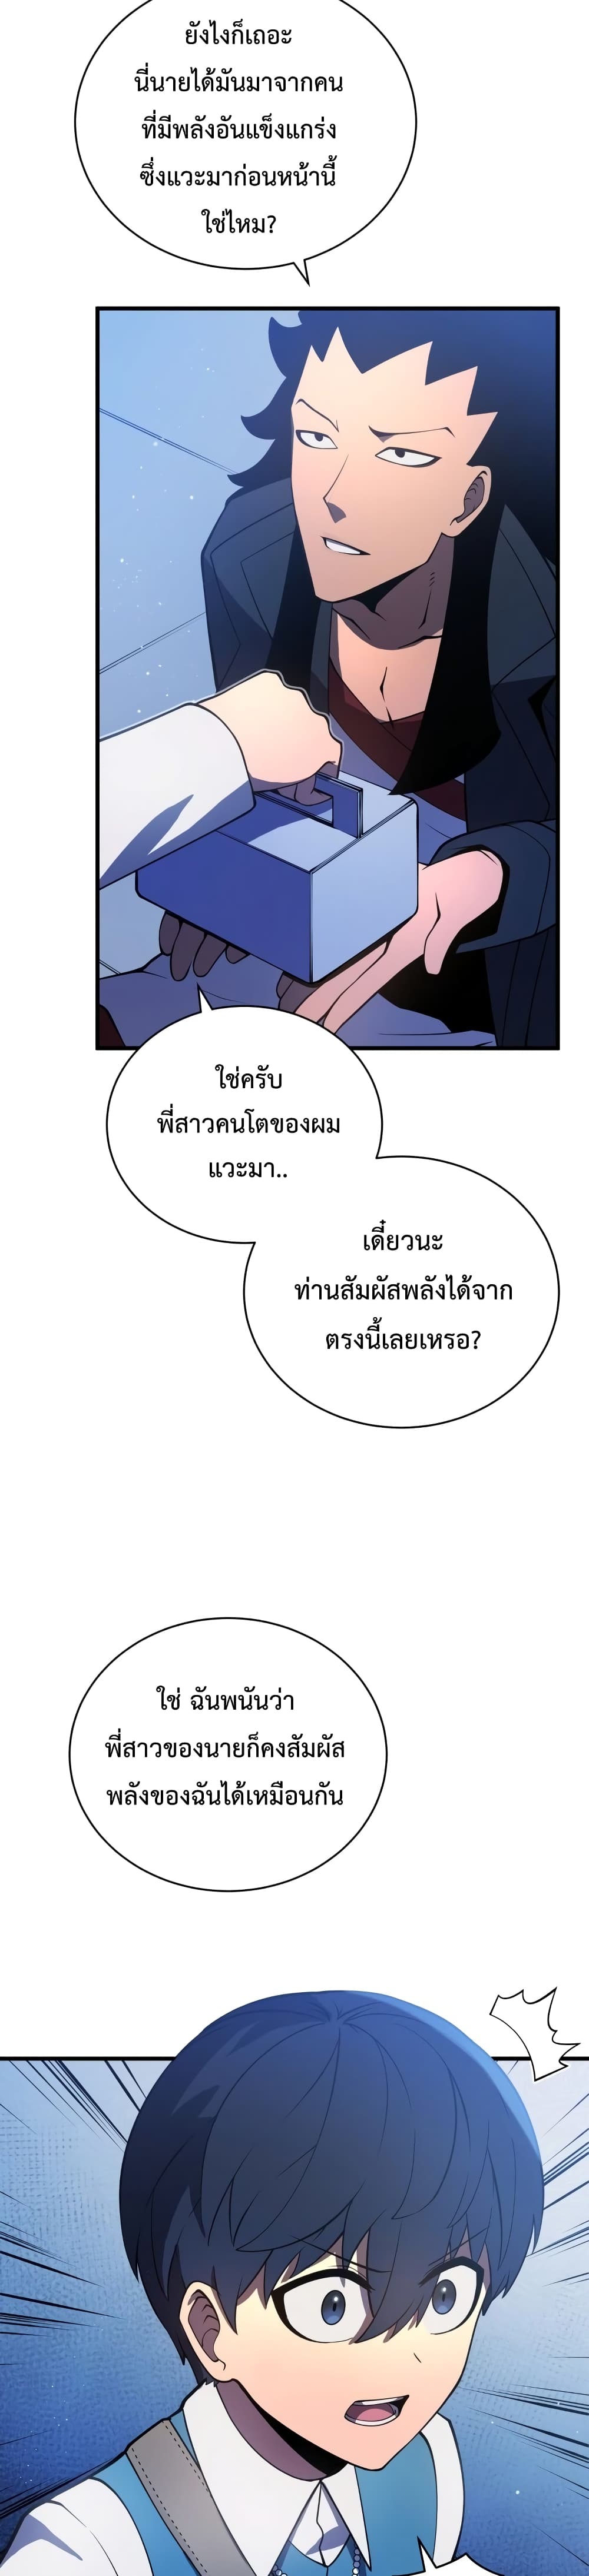 ยังไงก็เถอะ
นี่นายได้มันมาจากคน
ที่มีพลังอันแข็งแกร่ง
ซึ่งแวะมาก่อนหน้านี้
ใช่ไหม?
ใช่ครับ
พี่สาวคนโตของผม
แวะมา..
เดี๋ยวนะ
ท่านสัมผัสพลังได้จาก
ตรงนี้เลยเหรอ?
ใช่ ฉันพนันว่า
พี่สาวของนายก็คงสัมผัส
พลังของฉันได้เหมือนกัน